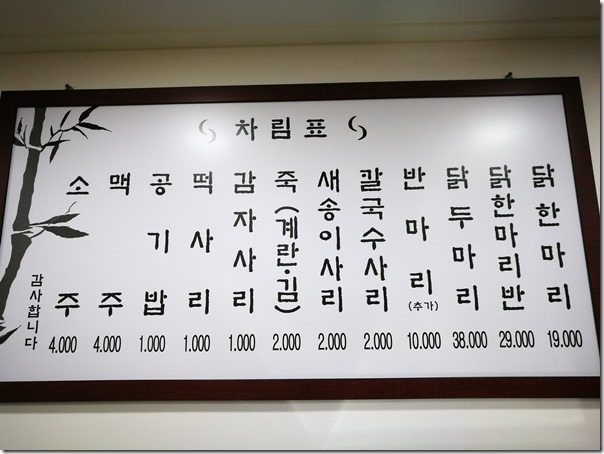 차림표
닭한마리 19.000
닭한마리반 29.000
닭두마리 38.000
반마리(추가) 10.000
칼국수사리 2.000
새송이사리 2.000
죽(계란·김) 2.000
감자사리 1.000
떡사리 1.000
공기밥 1.000
맥주 4.000
소주 4.000
감사합니다